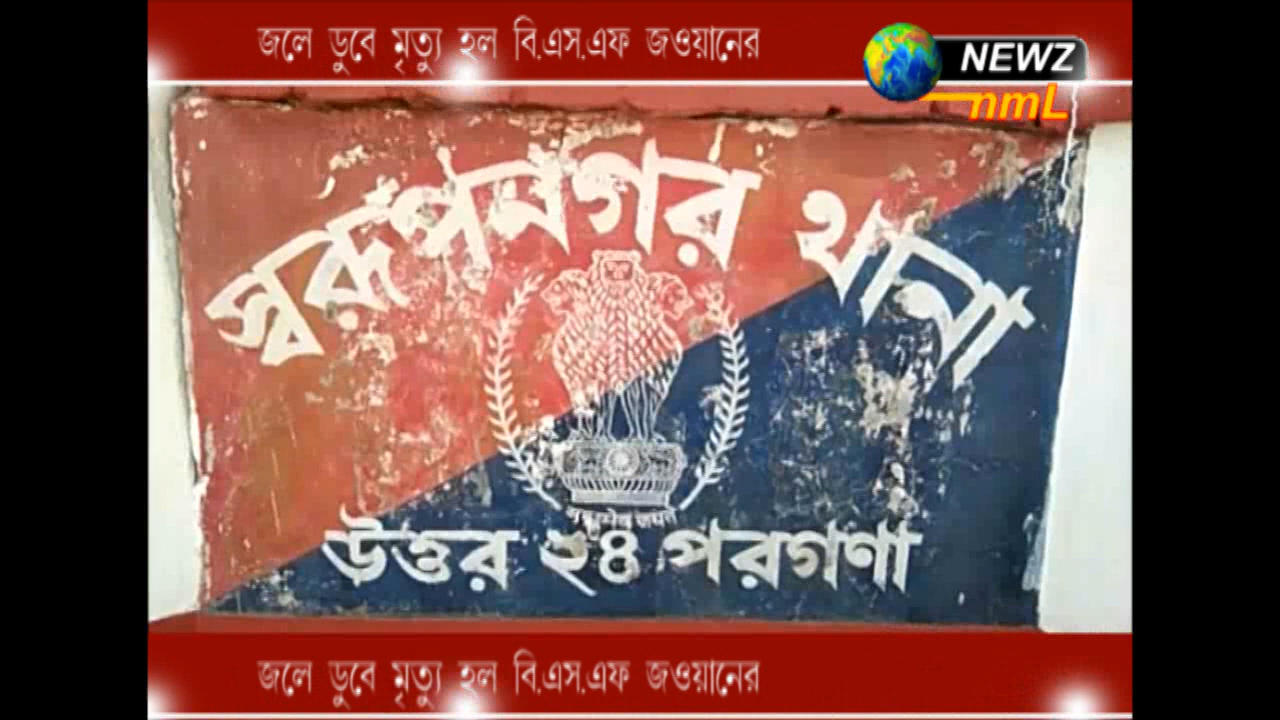 জলে ডুবে মৃত্যু হল বি.এস.এফ জওয়ানের
NEWZ
nmL
স্বরূপনগর থানা
উত্তর ২৪ পরগণা
জলে ডুবে মৃত্যু হল বি.এস.এফ জওয়ানের